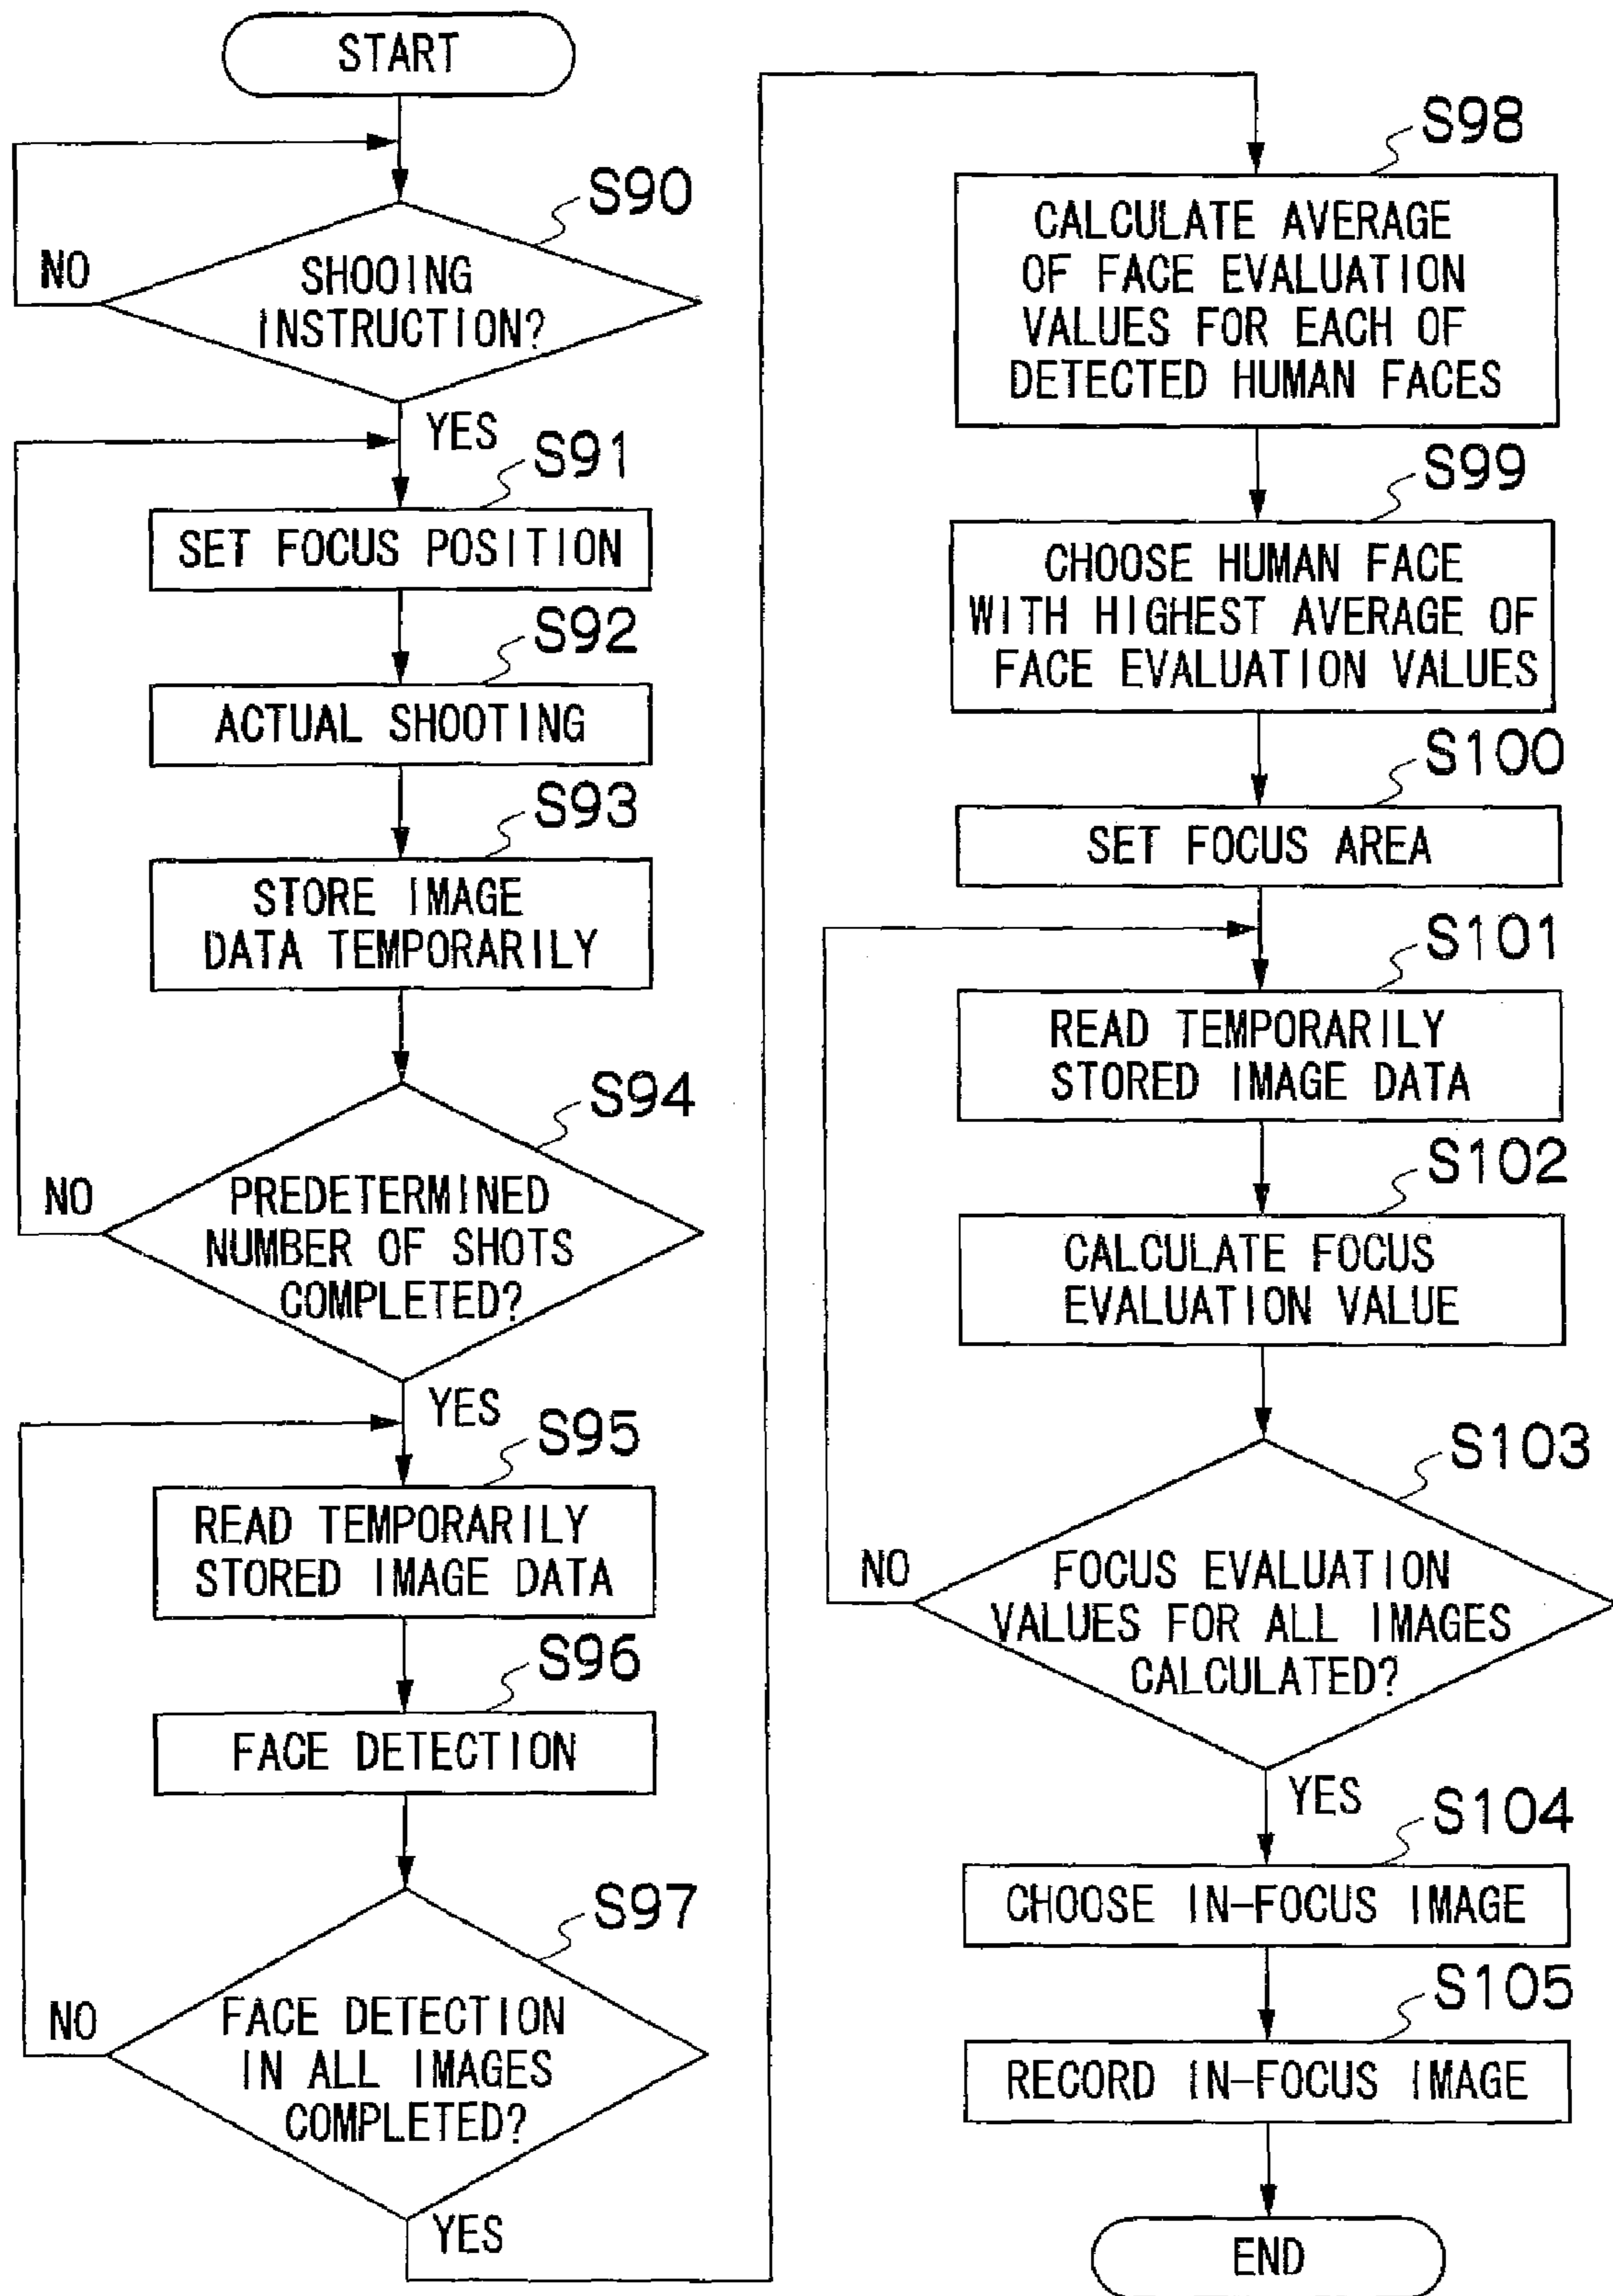 START
S90
NO
SHOOING
INSTRUCTION?
YES
S91
SET FOCUS POSITION
S92
ACTUAL SHOOTING
S93
STORE IMAGE
DATA TEMPORARILY
S94
NO
PREDETERMINED
NUMBER OF SHOTS
COMPLETED?
YES
S95
READ TEMPORARILY
STORED IMAGE DATA
S96
FACE DETECTION
S97
NO
FACE DETECTION
IN ALL IMAGES
COMPLETED?
YES
S98
CALCULATE AVERAGE
OF FACE EVALUATION
VALUES FOR EACH OF
DETECTED HUMAN FACES
S99
CHOOSE HUMAN FACE
WITH HIGHEST AVERAGE OF
FACE EVALUATION VALUES
S100
SET FOCUS AREA
S101
READ TEMPORARILY
STORED IMAGE DATA
S102
CALCULATE FOCUS
EVALUATION VALUE
S103
NO
FOCUS EVALUATION
VALUES FOR ALL IMAGES
CALCULATED?
YES
S104
CHOOSE IN-FOCUS IMAGE
S105
RECORD IN-FOCUS IMAGE
END